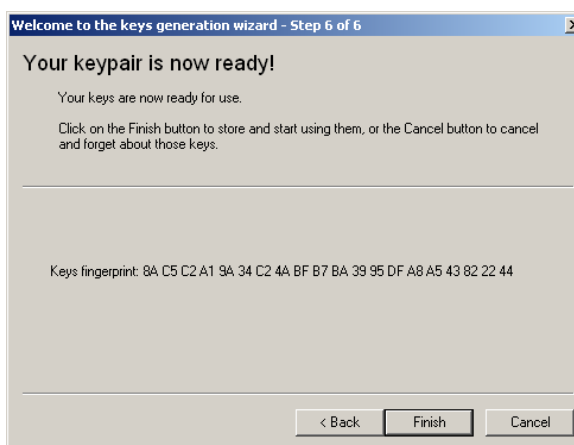 Welcome to the keys generation wizard - Step 6 of 6
Your keypair is now ready!
Your keys are now ready for use.
Click on the Finish button to store and start using them, or the Cancel button to cancel
and forget about those keys.
Keys fingerprint: 8A C5 C2 A1 9A 34 C2 4A BF B7 BA 39 95 DF A8 A5 43 82 22 44
< Back Finish Cancel